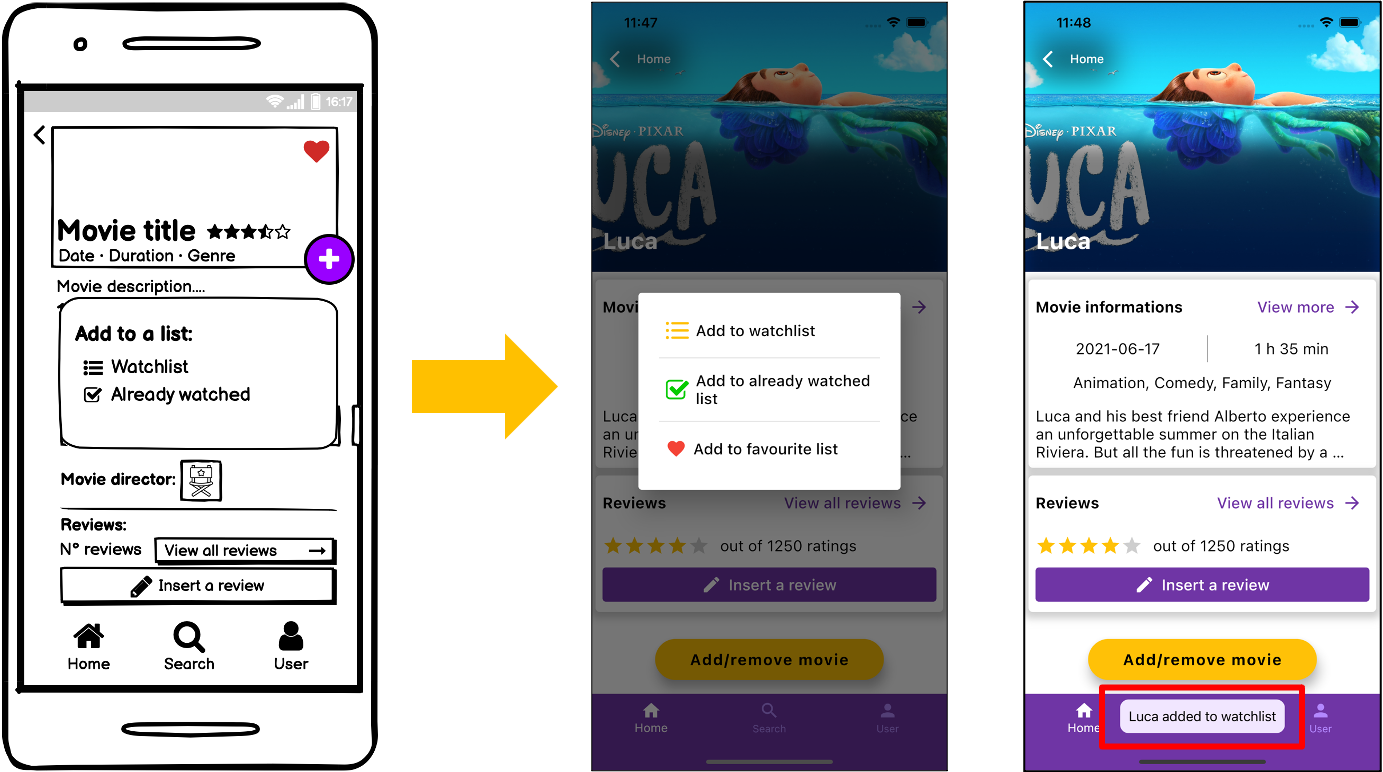 16:17
Movie title
Date · Duration · Genre
Movie description....
Add to a list:
Watchlist
Already watched
Movie director:
Reviews:
N° reviews
View all reviews
Insert a review
Home
Search
User
11:47
Home
DISNEY · PIXAR
LUCA
Luca
Movi
Add to watchlist
Add to already watched
list
Add to favourite list
Luca
ce
an un
Rivie
...
Reviews
View all reviews
out of 1250 ratings
Insert a review
Add/remove movie
Home
Search
User
11:48
Home
DISNEY · PIXAR
LUCA
Luca
Movie informations
View more
2021-06-17
1 h 35 min
Animation, Comedy, Family, Fantasy
Luca and his best friend Alberto experience
an unforgettable summer on the Italian
Riviera. But all the fun is threatened by a ...
Reviews
View all reviews
out of 1250 ratings
Insert a review
Add/remove movie
Home
Luca added to watchlist
User